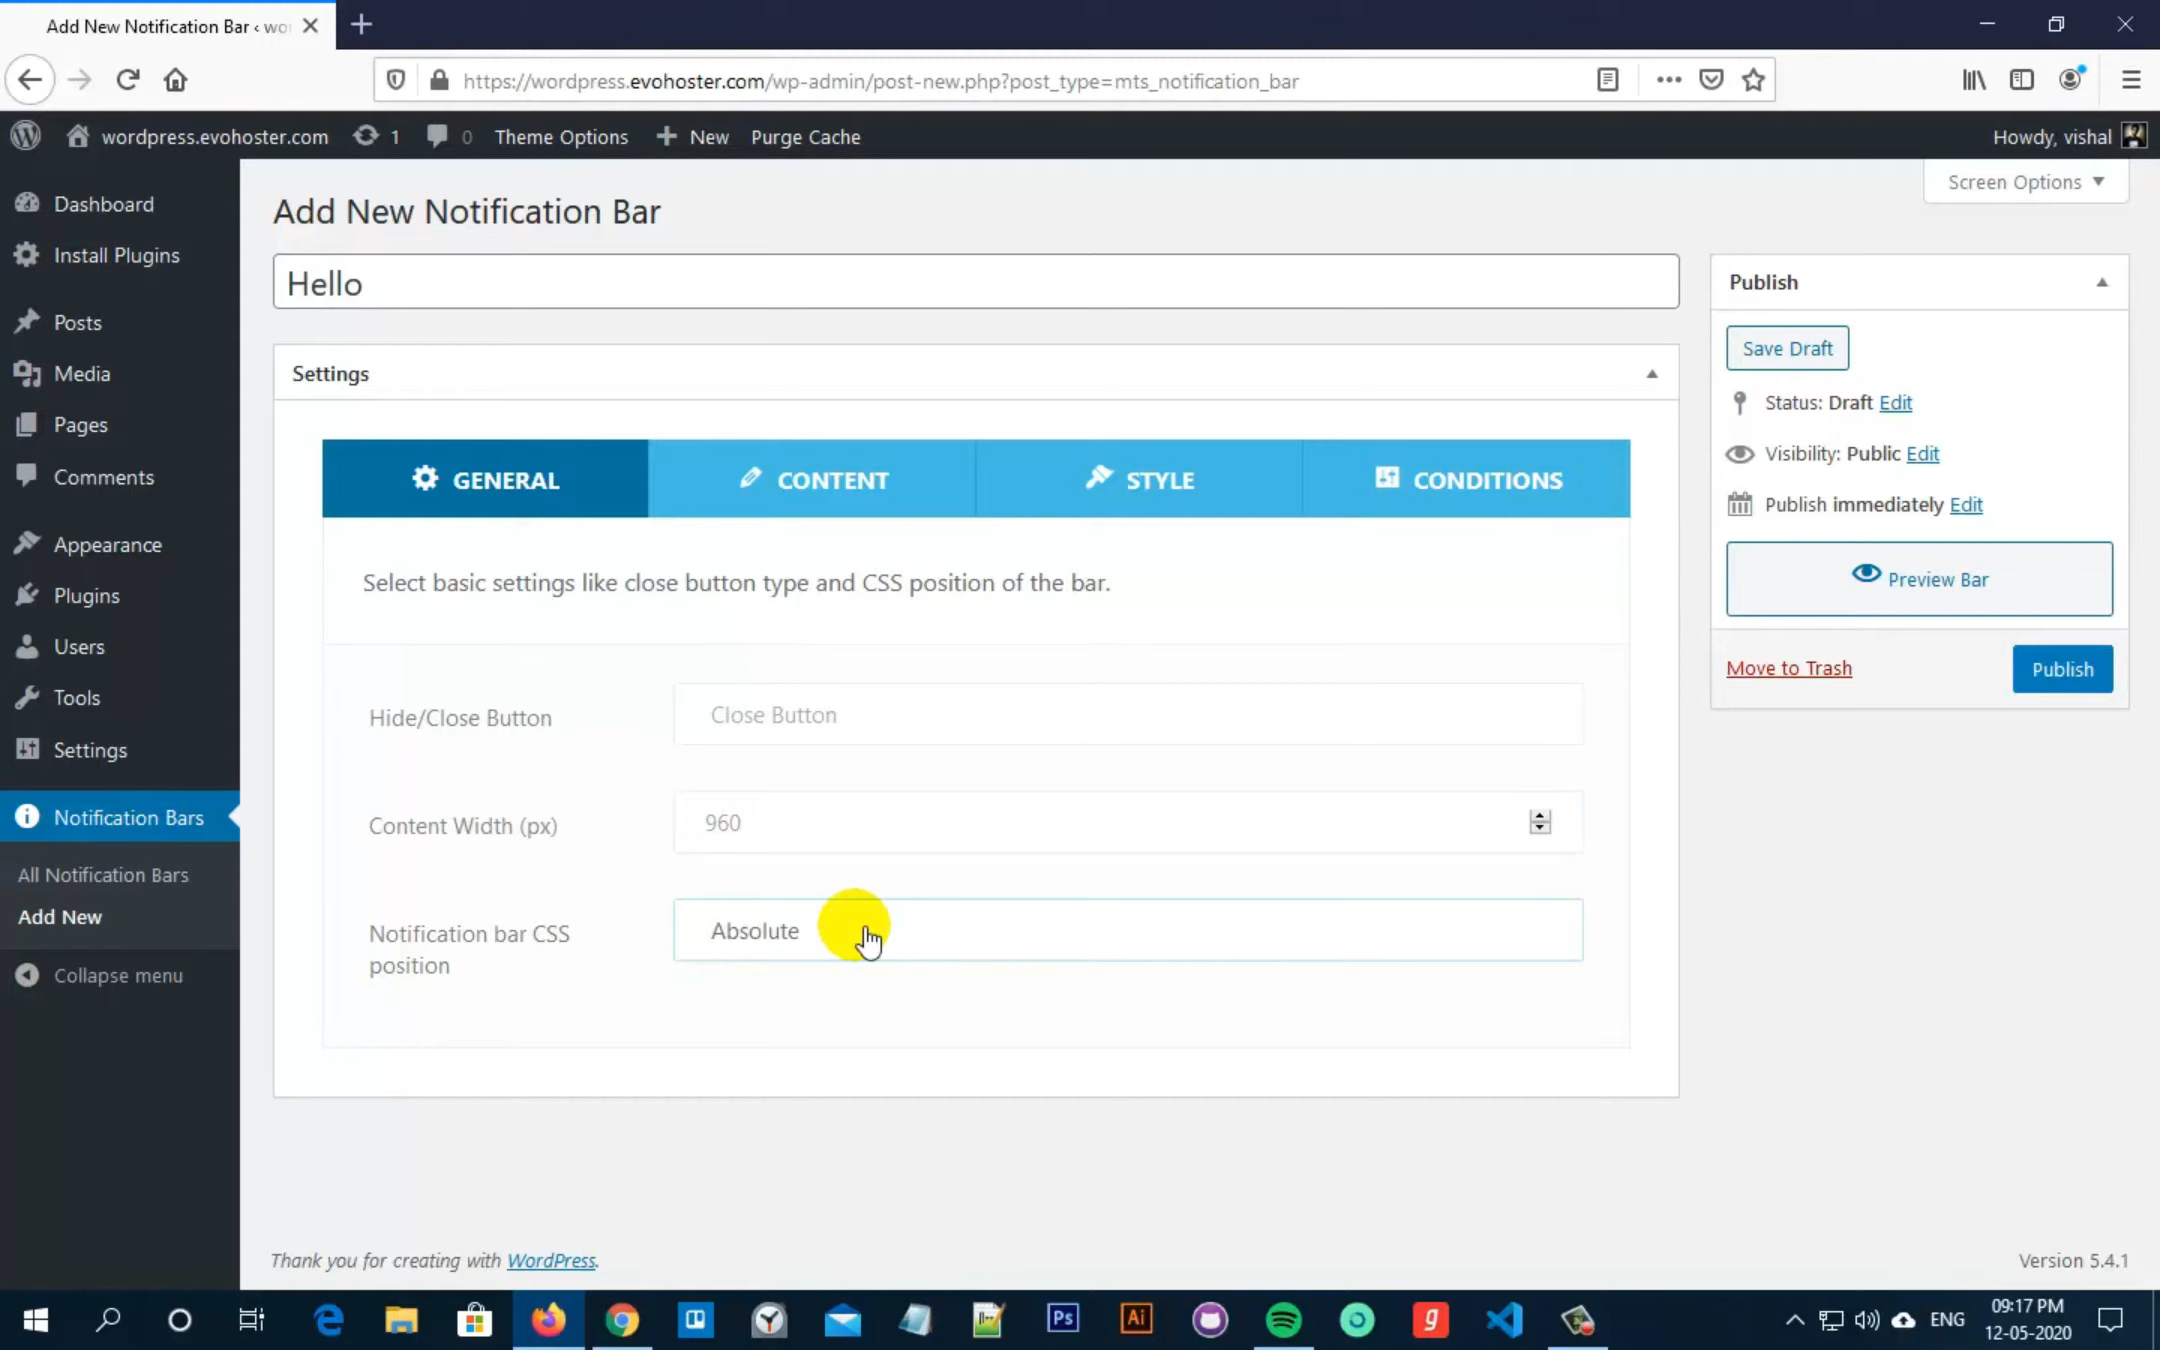 Add New Notification Bar ‹ wo
https://wordpress.evohoster.com/wp-admin/post-new.php?post_type=mts_notification_bar
wordpress.evohoster.com 1 0 Theme Options + New Purge Cache Howdy, vishal
Screen Options
Dashboard
Install Plugins
Posts
Media
Pages
Comments
Appearance
Plugins
Users
Tools
Settings
Notification Bars
All Notification Bars
Add New
Collapse menu
Add New Notification Bar
Hello
Settings
GENERAL CONTENT STYLE CONDITIONS
Select basic settings like close button type and CSS position of the bar.
Hide/Close Button Close Button
Content Width (px) 960
Notification bar CSS Absolute
position
Publish
Save Draft
Status: Draft Edit
Visibility: Public Edit
Publish immediately Edit
Preview Bar
Move to Trash Publish
Thank you for creating with WordPress. Version 5.4.1
Ps Ai g ENG 09:17 PM
12-05-2020